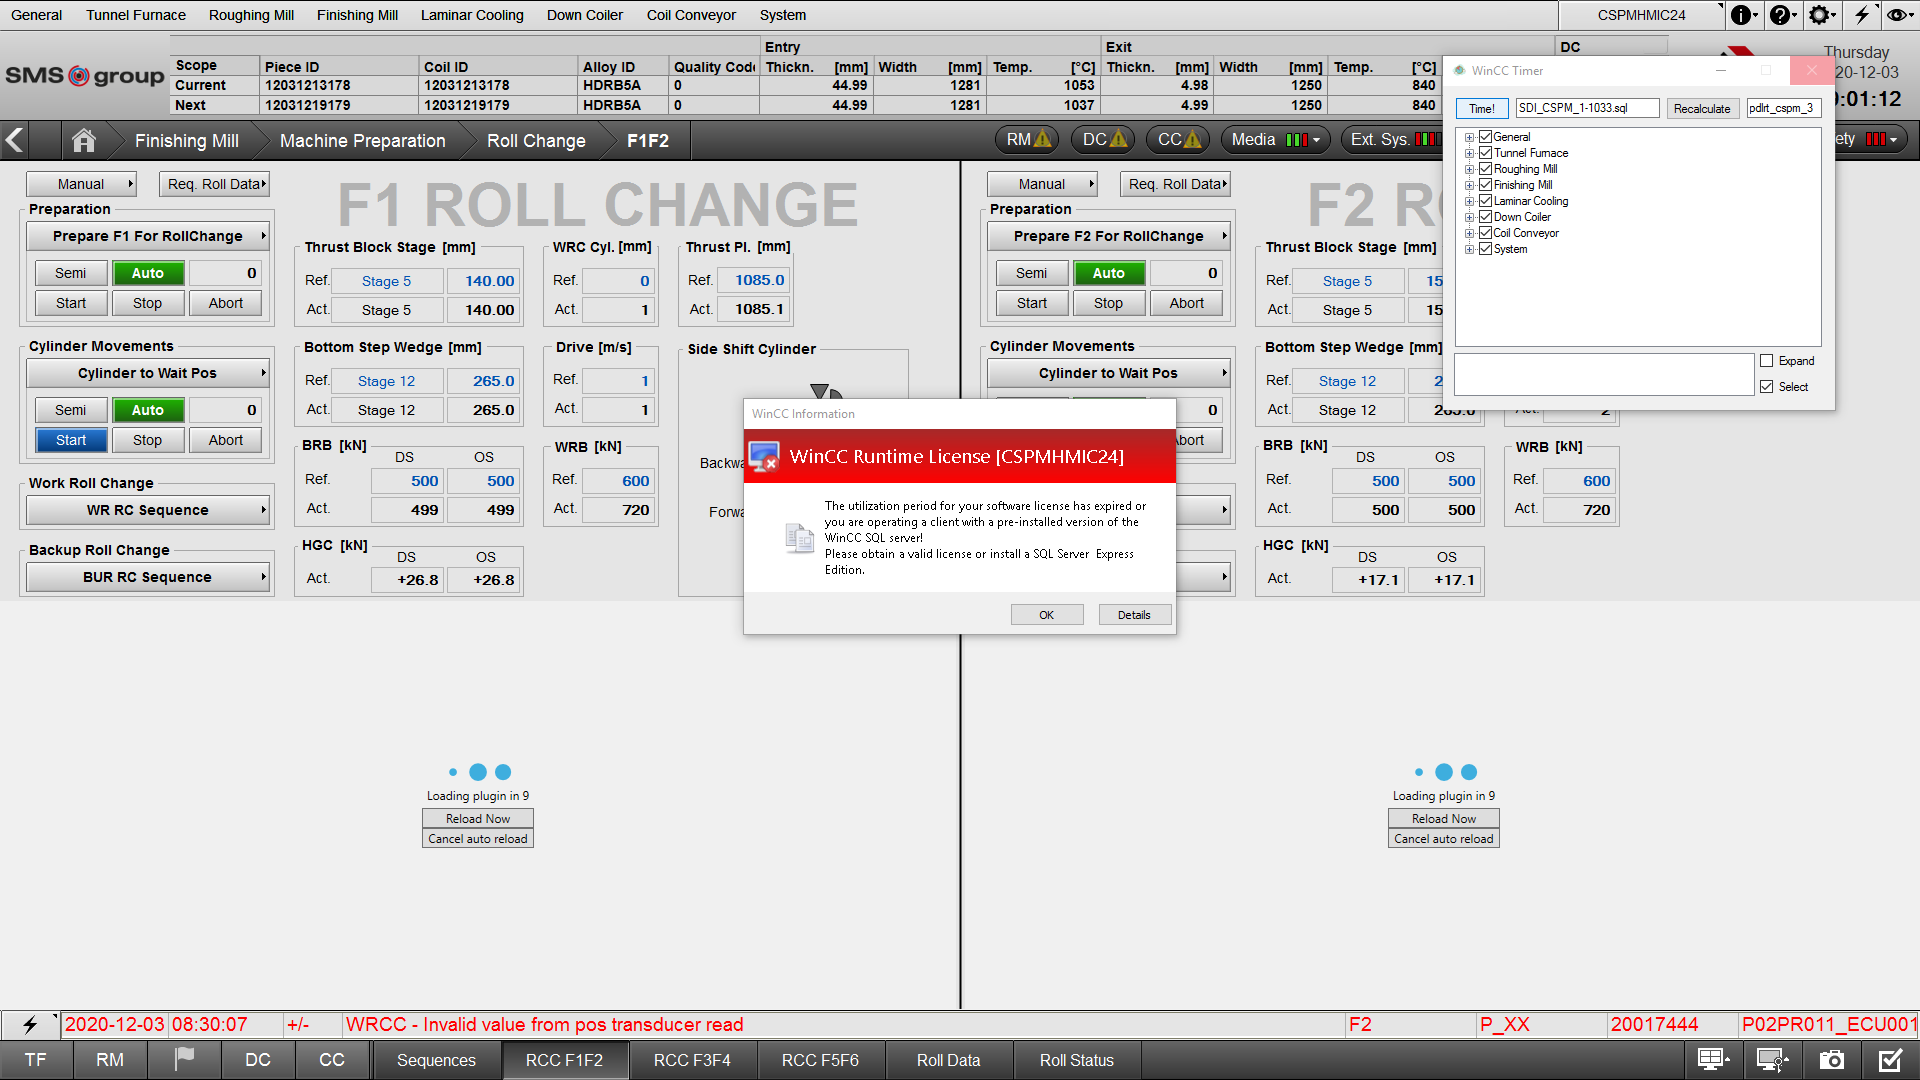 General Tunnel Furnace Roughing Mill Finishing Mill Laminar Cooling Down Coiler Coil Conveyor System CSPMHMIC24
SMS group
Entry Exit DC
Scope Piece ID Coil ID Alloy ID Quality Code Thickn. [mm] Width [mm] Temp. [°C] Thickn. [mm] Width [mm] Temp. [°C]
Current 12031213178 12031213178 HDRB5A 0 44.99 1281 1053 4.98 1250 840
Next 12031219179 12031219179 HDRB5A 0 44.99 1281 1037 4.99 1250 840
Thursday
20-12-03
:01:12
Finishing Mill Machine Preparation Roll Change F1F2 RM DC CC Media Ext. Sys. ety
WinCC Timer
Time! SDI_CSPM_1-1033.sql Recalculate pdlrt_cspm_3
General
Tunnel Furnace
Roughing Mill
Finishing Mill
Laminar Cooling
Down Coiler
Coil Conveyor
System
Expand
Select
Manual Req. Roll Data
F1 ROLL CHANGE
Preparation
Prepare F1 For RollChange
Semi Auto 0
Start Stop Abort
Cylinder Movements
Cylinder to Wait Pos
Semi Auto 0
Start Stop Abort
Work Roll Change
WR RC Sequence
Backup Roll Change
BUR RC Sequence
Thrust Block Stage [mm]
Ref. Stage 5 140.00
Act. Stage 5 140.00
WRC Cyl. [mm]
Ref. 0
Act. 1
Thrust Pl. [mm]
Ref. 1085.0
Act. 1085.1
Bottom Step Wedge [mm]
Ref. Stage 12 265.0
Act. Stage 12 265.0
Drive [m/s]
Ref. 1
Act. 1
Side Shift Cylinder
Backwa
Forwa
BRB [kN]
DS OS
Ref. 500 500
Act. 499 499
WRB [kN]
Ref. 600
Act. 720
HGC [kN]
DS OS
Act. +26.8 +26.8
WinCC Information
WinCC Runtime License [CSPMHMIC24]
The utilization period for your software license has expired or
you are operating a client with a pre-installed version of the
WinCC SQL server!
Please obtain a valid license or install a SQL Server Express
Edition.
OK Details
Manual Req. Roll Data
F2 RO
Preparation
Prepare F2 For RollChange
Semi Auto 0
Start Stop Abort
Cylinder Movements
Cylinder to Wait Pos
0
Abort
Thrust Block Stage [mm]
Ref. Stage 5 15
Act. Stage 5 15
Bottom Step Wedge [mm]
Ref. Stage 12 2
Act. Stage 12 265.0
Act. 2
BRB [kN]
DS OS
Ref. 500 500
Act. 500 500
WRB [kN]
Ref. 600
Act. 720
HGC [kN]
DS OS
Act. +17.1 +17.1
Loading plugin in 9
Reload Now
Cancel auto reload
Loading plugin in 9
Reload Now
Cancel auto reload
2020-12-03 08:30:07 +/- WRCC - Invalid value from pos transducer read F2 P_XX 20017444 P02PR011_ECU001
TF RM DC CC Sequences RCC F1F2 RCC F3F4 RCC F5F6 Roll Data Roll Status